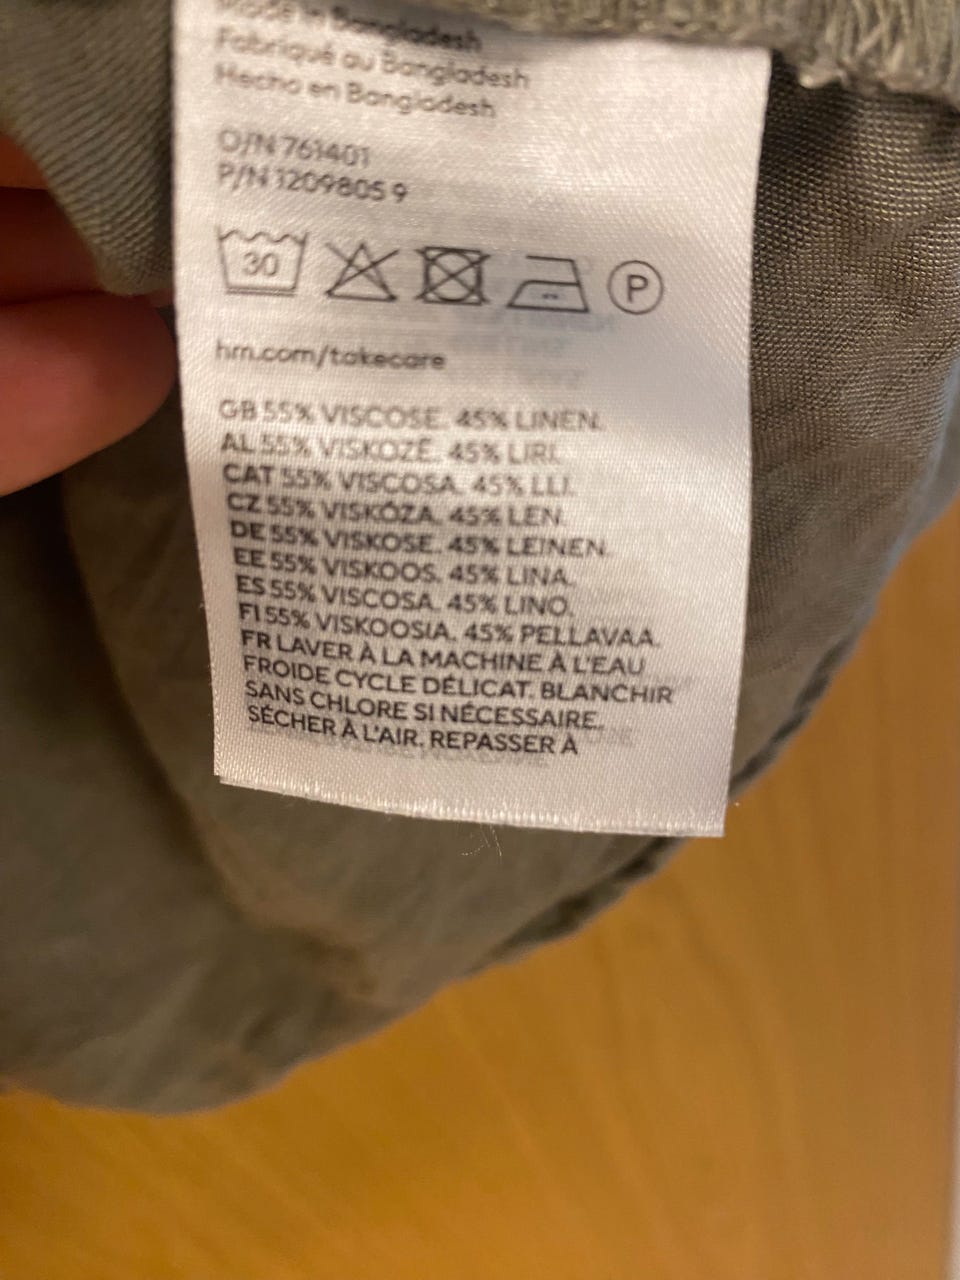 Made in Bangladesh
Fabriqué au Bangladesh
Hecho en Bangladesh
O/N 761401
P/N 1209805 9
30
P
hm.com/takecare
GB 55% VISCOSE. 45% LINEN.
AL 55% VISKOZË. 45% LIRI.
CAT 55% VISCOSA. 45% LLI.
CZ 55% VISKÓZA. 45% LEN.
DE 55% VISKOSE. 45% LEINEN.
EE 55% VISKOOS. 45% LINA.
ES 55% VISCOSA. 45% LINO.
FI 55% VISKOOSIA. 45% PELLAVAA.
FR LAVER À LA MACHINE À L'EAU
FROIDE CYCLE DÉLICAT. BLANCHIR
SANS CHLORE SI NÉCESSAIRE.
SÉCHER À L'AIR. REPASSER À